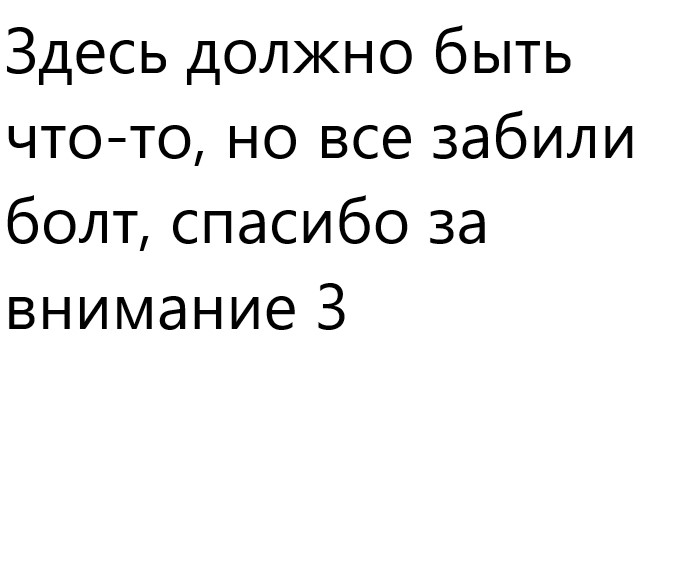 Здесь должно быть
что-то, но все забили
болт, спасибо за
внимание 3